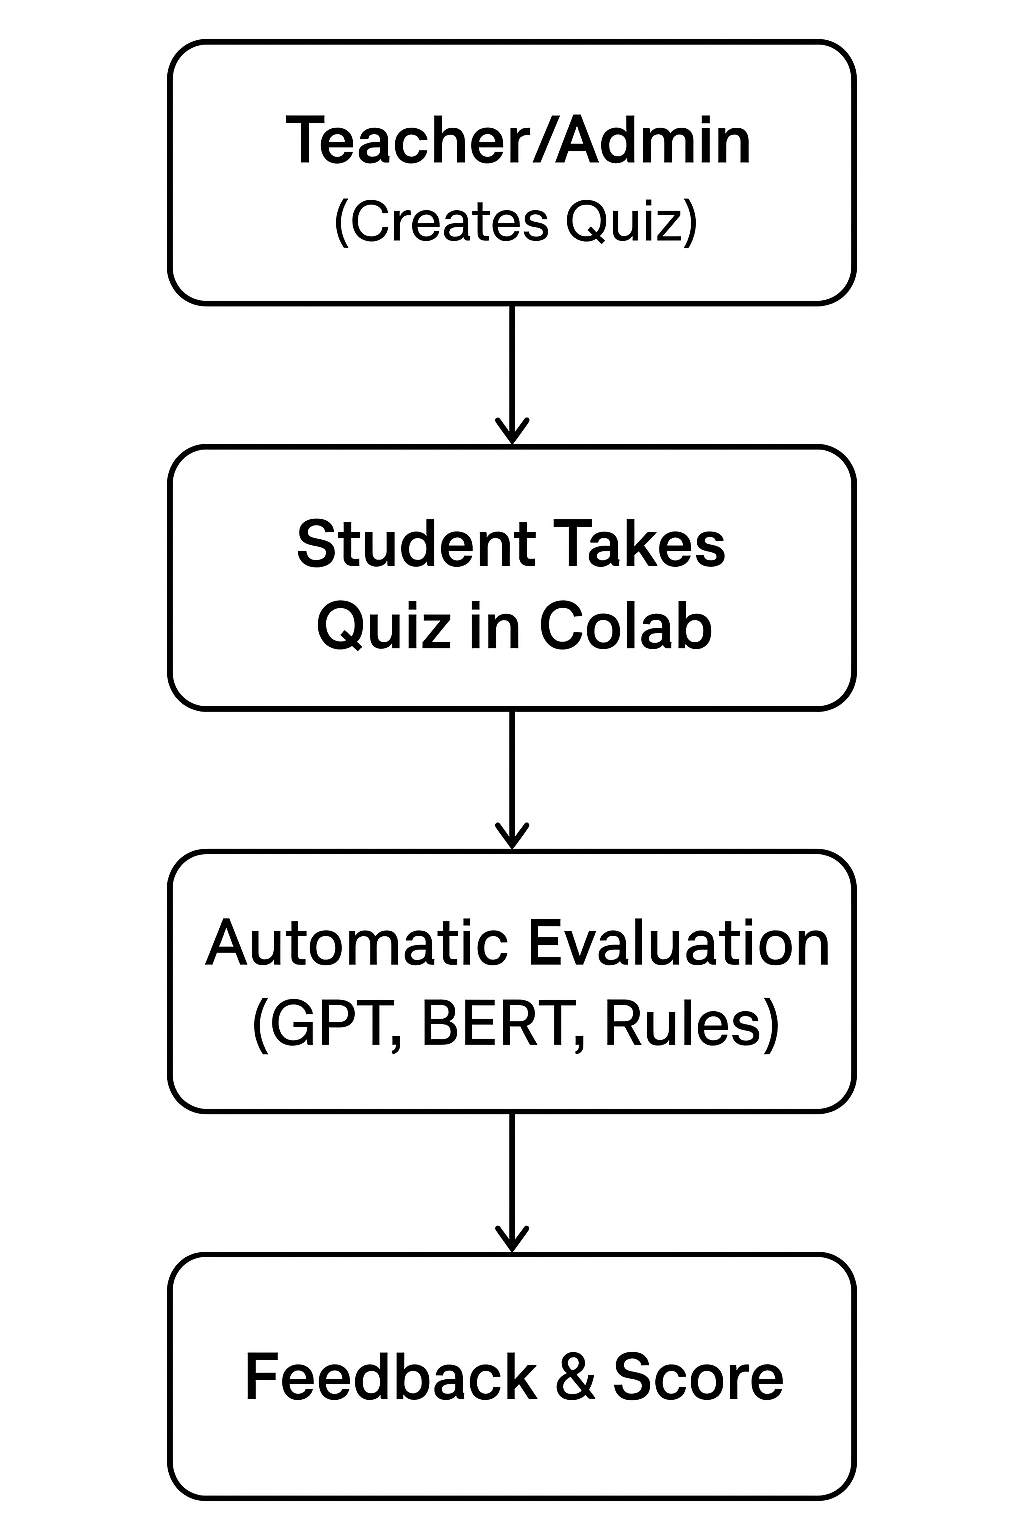 Teacher/Admin
(Creates Quiz)
Student Takes
Quiz in Colab
Automatic Evaluation
(GPT, BERT, Rules)
Feedback & Score